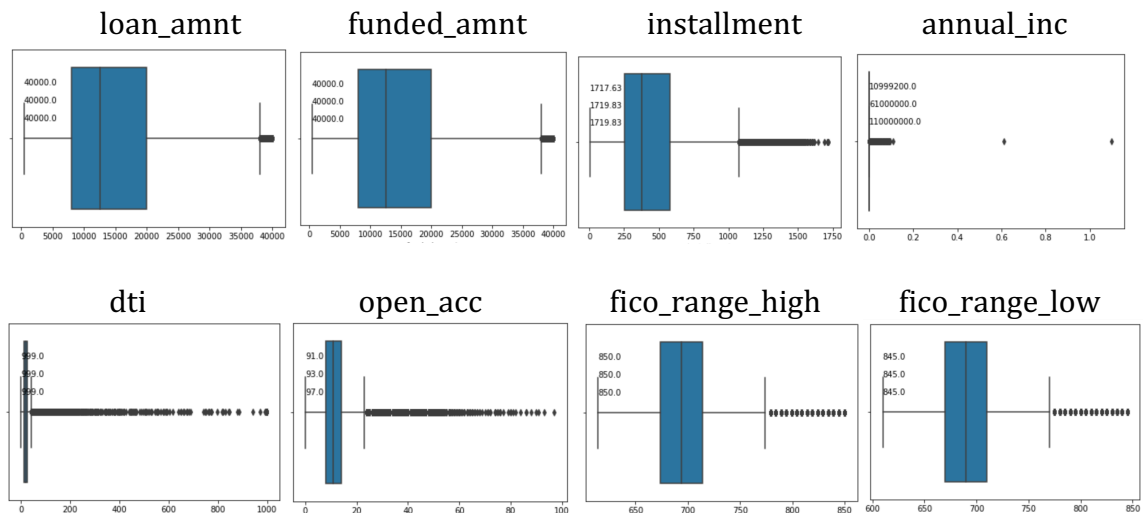 loan_amnt funded_amnt installment annual_inc
40000.0
40000.0
40000.0
0 5000 10000 15000 20000 25000 30000 35000 40000
40000.0
40000.0
40000.0
0 5000 10000 15000 20000 25000 30000 35000 40000
1717.63
1719.83
1719.83
0 250 500 750 1000 1250 1500 1750
10999200.0
61000000.0
110000000.0
0.0 0.2 0.4 0.6 0.8 1.0
dti open_acc fico_range_high fico_range_low
999.0
999.0
999.0
0 200 400 600 800 1000
91.0
93.0
97.0
0 20 40 60 80 100
850.0
850.0
850.0
650 700 750 800 850
845.0
845.0
845.0
600 650 700 750 800 850